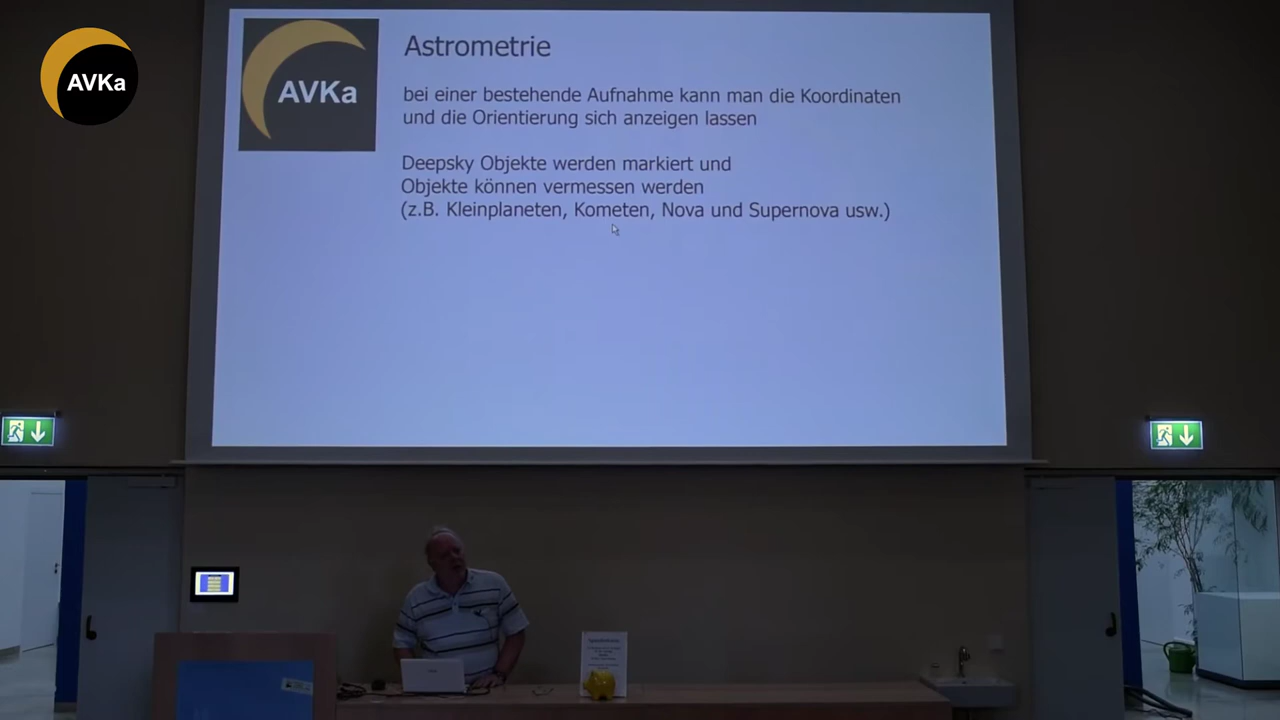 AVKa
AVKa
Astrometrie
bei einer bestehende Aufnahme kann man die Koordinaten
und die Orientierung sich anzeigen lassen
Deepsky Objekte werden markiert und
Objekte können vermessen werden
(z.B. Kleinplaneten, Kometen, Nova und Supernova usw.)